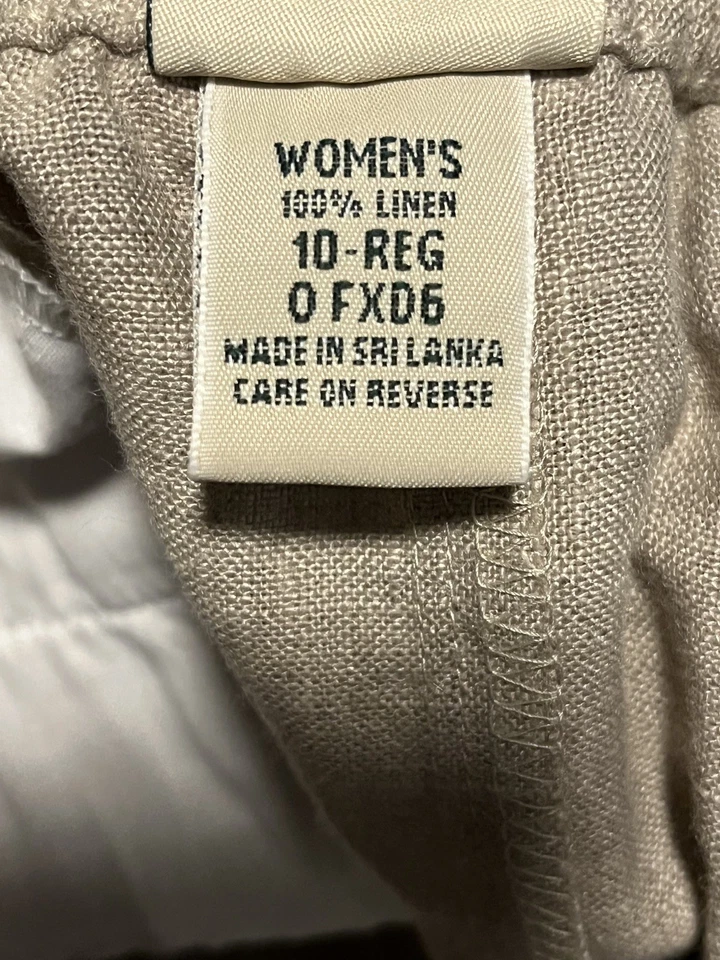 WOMEN'S
100% LINEN
10-REG
0 FX06
MADE IN SRI LANKA
CARE ON REVERSE